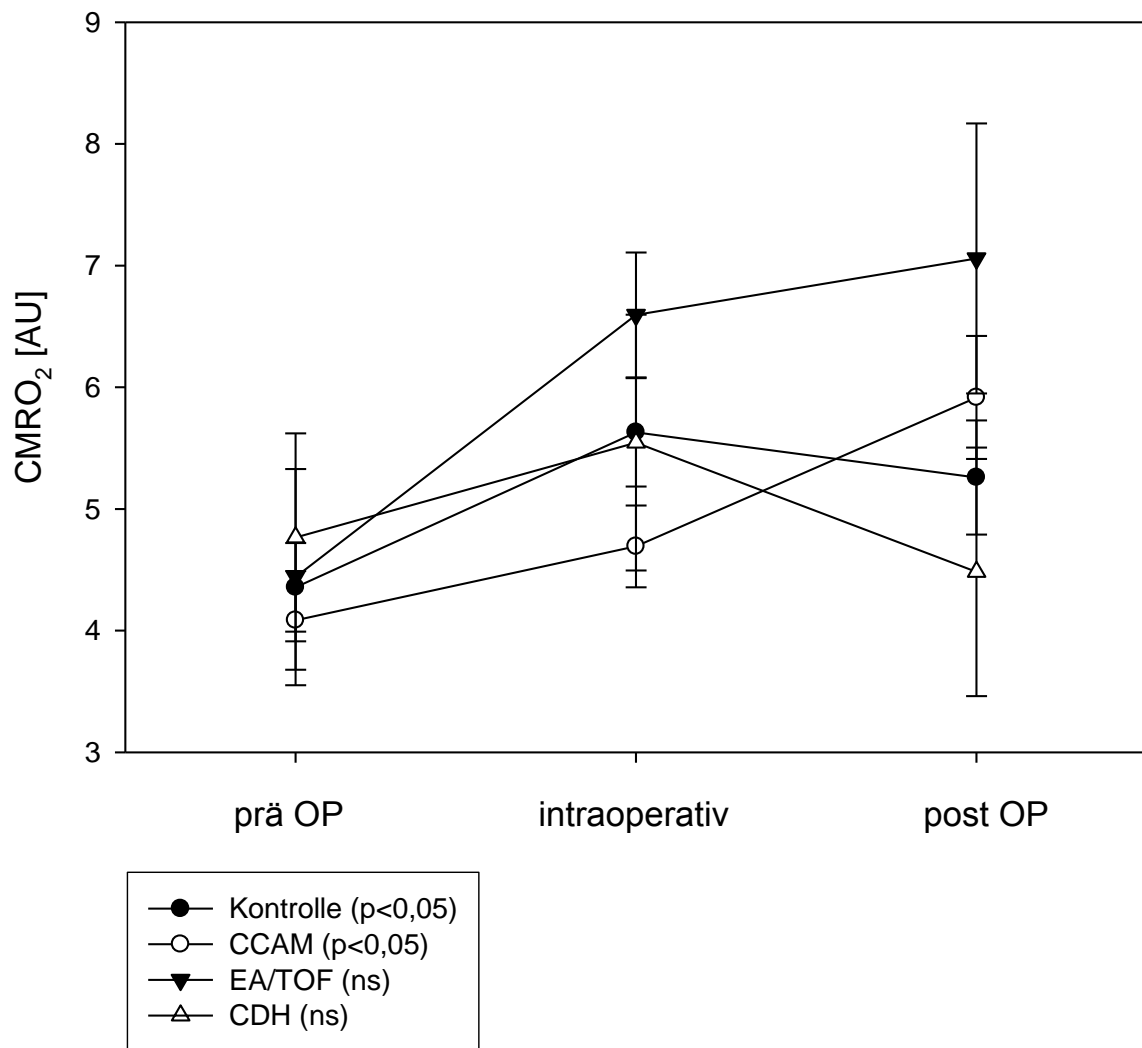 9
8
7
6
5
4
3
CMRO₂ [AU]
prä OP intraoperativ post OP
Kontrolle (p<0,05)
CCAM (p<0,05)
EA/TOF (ns)
CDH (ns)